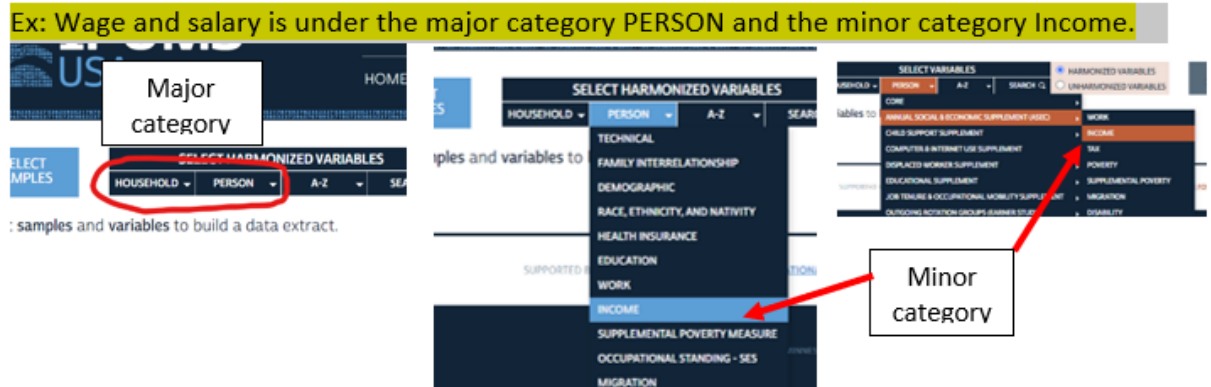 Ex: Wage and salary is under the major category PERSON and the minor category Income.
USA
HOME
Major
category
SELECT HARMONIZED VARIABLES
HOUSEHOLD
PERSON
A-Z
: samples and variables to build a data extract.
SELECT HARMONIZED VARIABLES
HOUSEHOLD
PERSON
A-Z
TECHNICAL
FAMILY INTERRELATIONSHIP
DEMOGRAPHIC
RACE, ETHNICITY, AND NATIVITY
HEALTH INSURANCE
EDUCATION
WORK
INCOME
SUPPLEMENTAL POVERTY MEASURE
OCCUPATIONAL STANDING - SES
MIGRATION
and variables to
SUPPORTED
SELECT VARIABLES
HARMONIZED VARIABLES
UNHARMONIZED VARIABLES
PERSON
A-Z
SEARCH
CORE
ANNUAL SOCIAL & ECONOMIC SUPPLEMENT (ASEC)
CHILD SUPPORT SUPPLEMENT
COMPUTER & INTERNET USE SUPPLEMENT
DISPLACED WORKER SUPPLEMENT
EDUCATIONAL SUPPLEMENT
JOB TENURE & OCCUPATIONAL MOBILITY SUPPLEMENT
OUTGOING ROTATION GROUPS
WORK
INCOME
TAX
POVERTY
SUPPLEMENTAL POVERTY
MIGRATION
DISABILITY
Minor
category